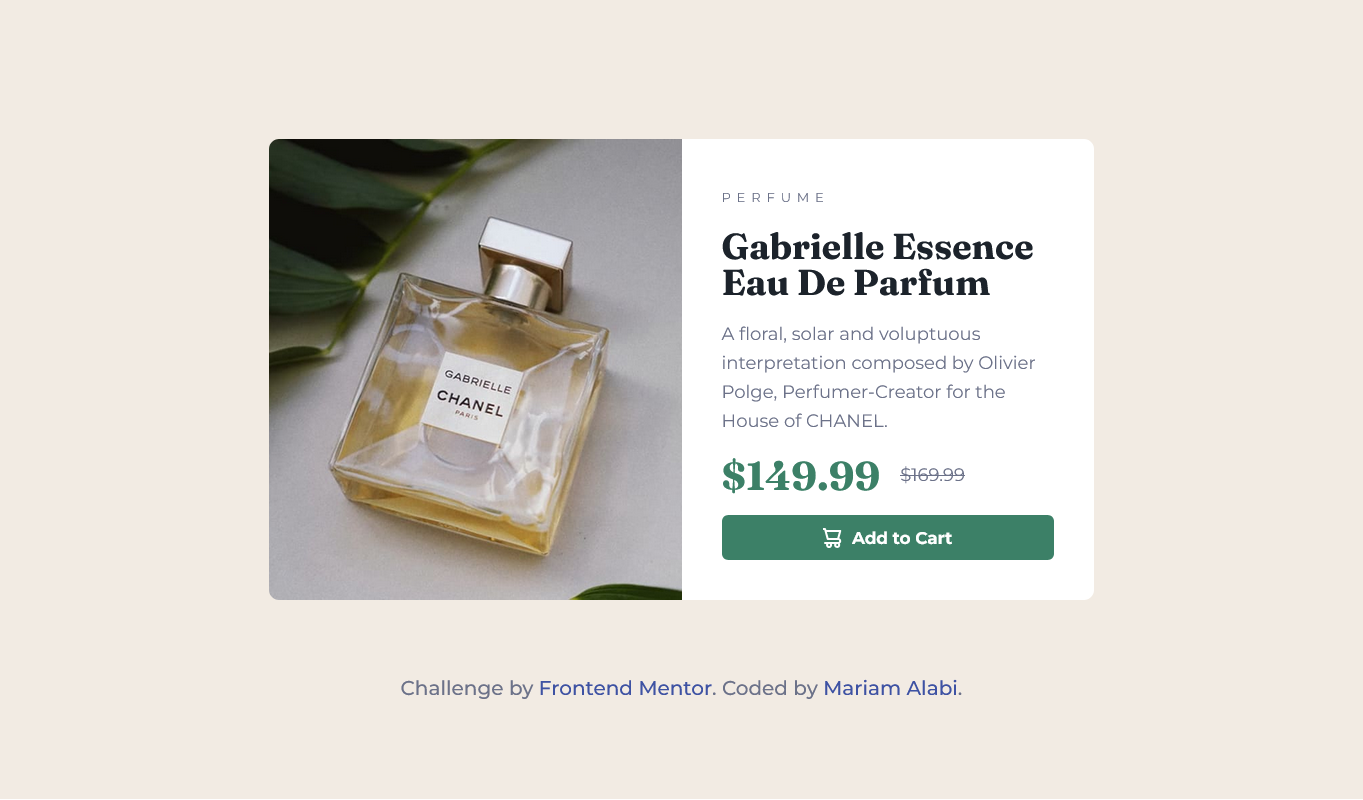 GABRIELLE
CHANEL
PARIS
PERFUME
Gabrielle Essence
Eau De Parfum
A floral, solar and voluptuous
interpretation composed by Olivier
Polge, Perfumer-Creator for the
House of CHANEL.
$149.99 $169.99
Add to Cart
Challenge by Frontend Mentor. Coded by Mariam Alabi.